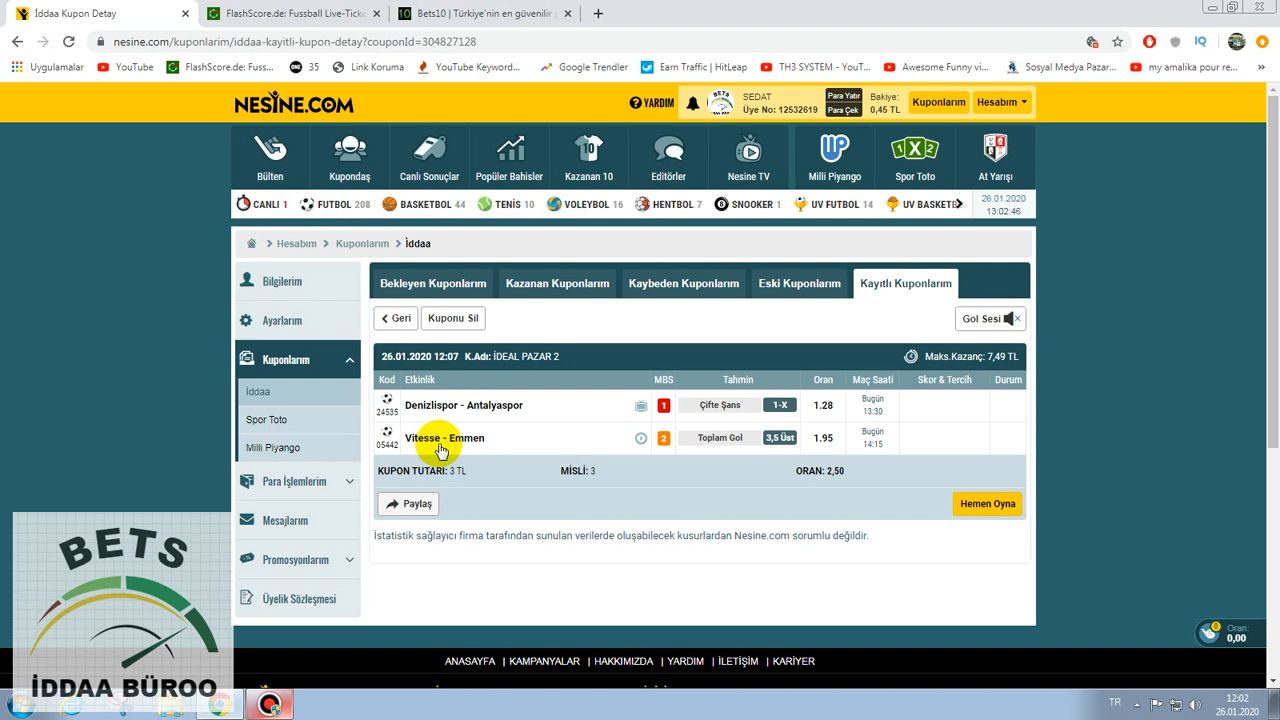 İddaa Kupon Detay
FlashScore.de: Fussball Live-Ticke
Bets10 | Türkiye'nin en güvenilir
nesine.com/kuponlarim/iddaa-kayitli-kupon-detay?couponId=304827128
Uygulamalar
YouTube
FlashScore.de: Fuss...
ONE
35
Link Koruma
YouTube Keyword...
Google Trendler
Earn Traffic | HitLeap
TH3 SYSTEM - YouT...
Awesome Funny vi...
Sosyal Medya Pazar...
my amalika pour re...
»
NESINE.COM
YARDIM
SEDAT
Üye No: 12532619
Para Yatır
Para Çek
Bakiye:
0,45 TL
Kuponlarım
Hesabım
Bülten
Kupondaş
Canlı Sonuçlar
Popüler Bahisler
10
Kazanan 10
Editörler
Nesine TV
Milli Piyango
1X2
Spor Toto
At Yarışı
CANLI 1
FUTBOL 208
BASKETBOL 44
TENİS 10
VOLEYBOL 16
HENTBOL 7
SNOOKER 1
UV FUTBOL 14
UV BASKETB
26.01.2020
13:02:46
Hesabım > Kuponlarım > İddaa
Bilgilerim
Ayarlarım
Kuponlarım
İddaa
Spor Toto
Milli Piyango
Para İşlemlerim
Mesajlarım
Promosyonlarım
Üyelik Sözleşmesi
Bekleyen Kuponlarım
Kazanan Kuponlarım
Kaybeden Kuponlarım
Eski Kuponlarım
Kayıtlı Kuponlarım
Geri
Kuponu Sil
Gol Sesi
26.01.2020 12:07 K.Adı: İDEAL PAZAR 2
Maks.Kazanç: 7,49 TL
Kod Etkinlik MBS Tahmin Oran Maç Saati Skor & Tercih Durum
24535 Denizlispor - Antalyaspor 1 Çifte Şans 1-X 1.28 Bugün 13:30
05442 Vitesse - Emmen 2 Toplam Gol 3,5 Üst 1.95 Bugün 14:15
KUPON TUTARI: 3 TL MİSLİ: 3 ORAN: 2,50
Paylaş
Hemen Oyna
İstatistik sağlayıcı firma tarafından sunulan verilerde oluşabilecek kusurlardan Nesine.com sorumlu değildir.
BETS
İDDAA BÜROO
0
Oran:
0,00
ANASAYFA | KAMPANYALAR | HAKKIMIZDA | YARDIM | İLETİŞİM | KARİYER
TR
12:02
26.01.2020